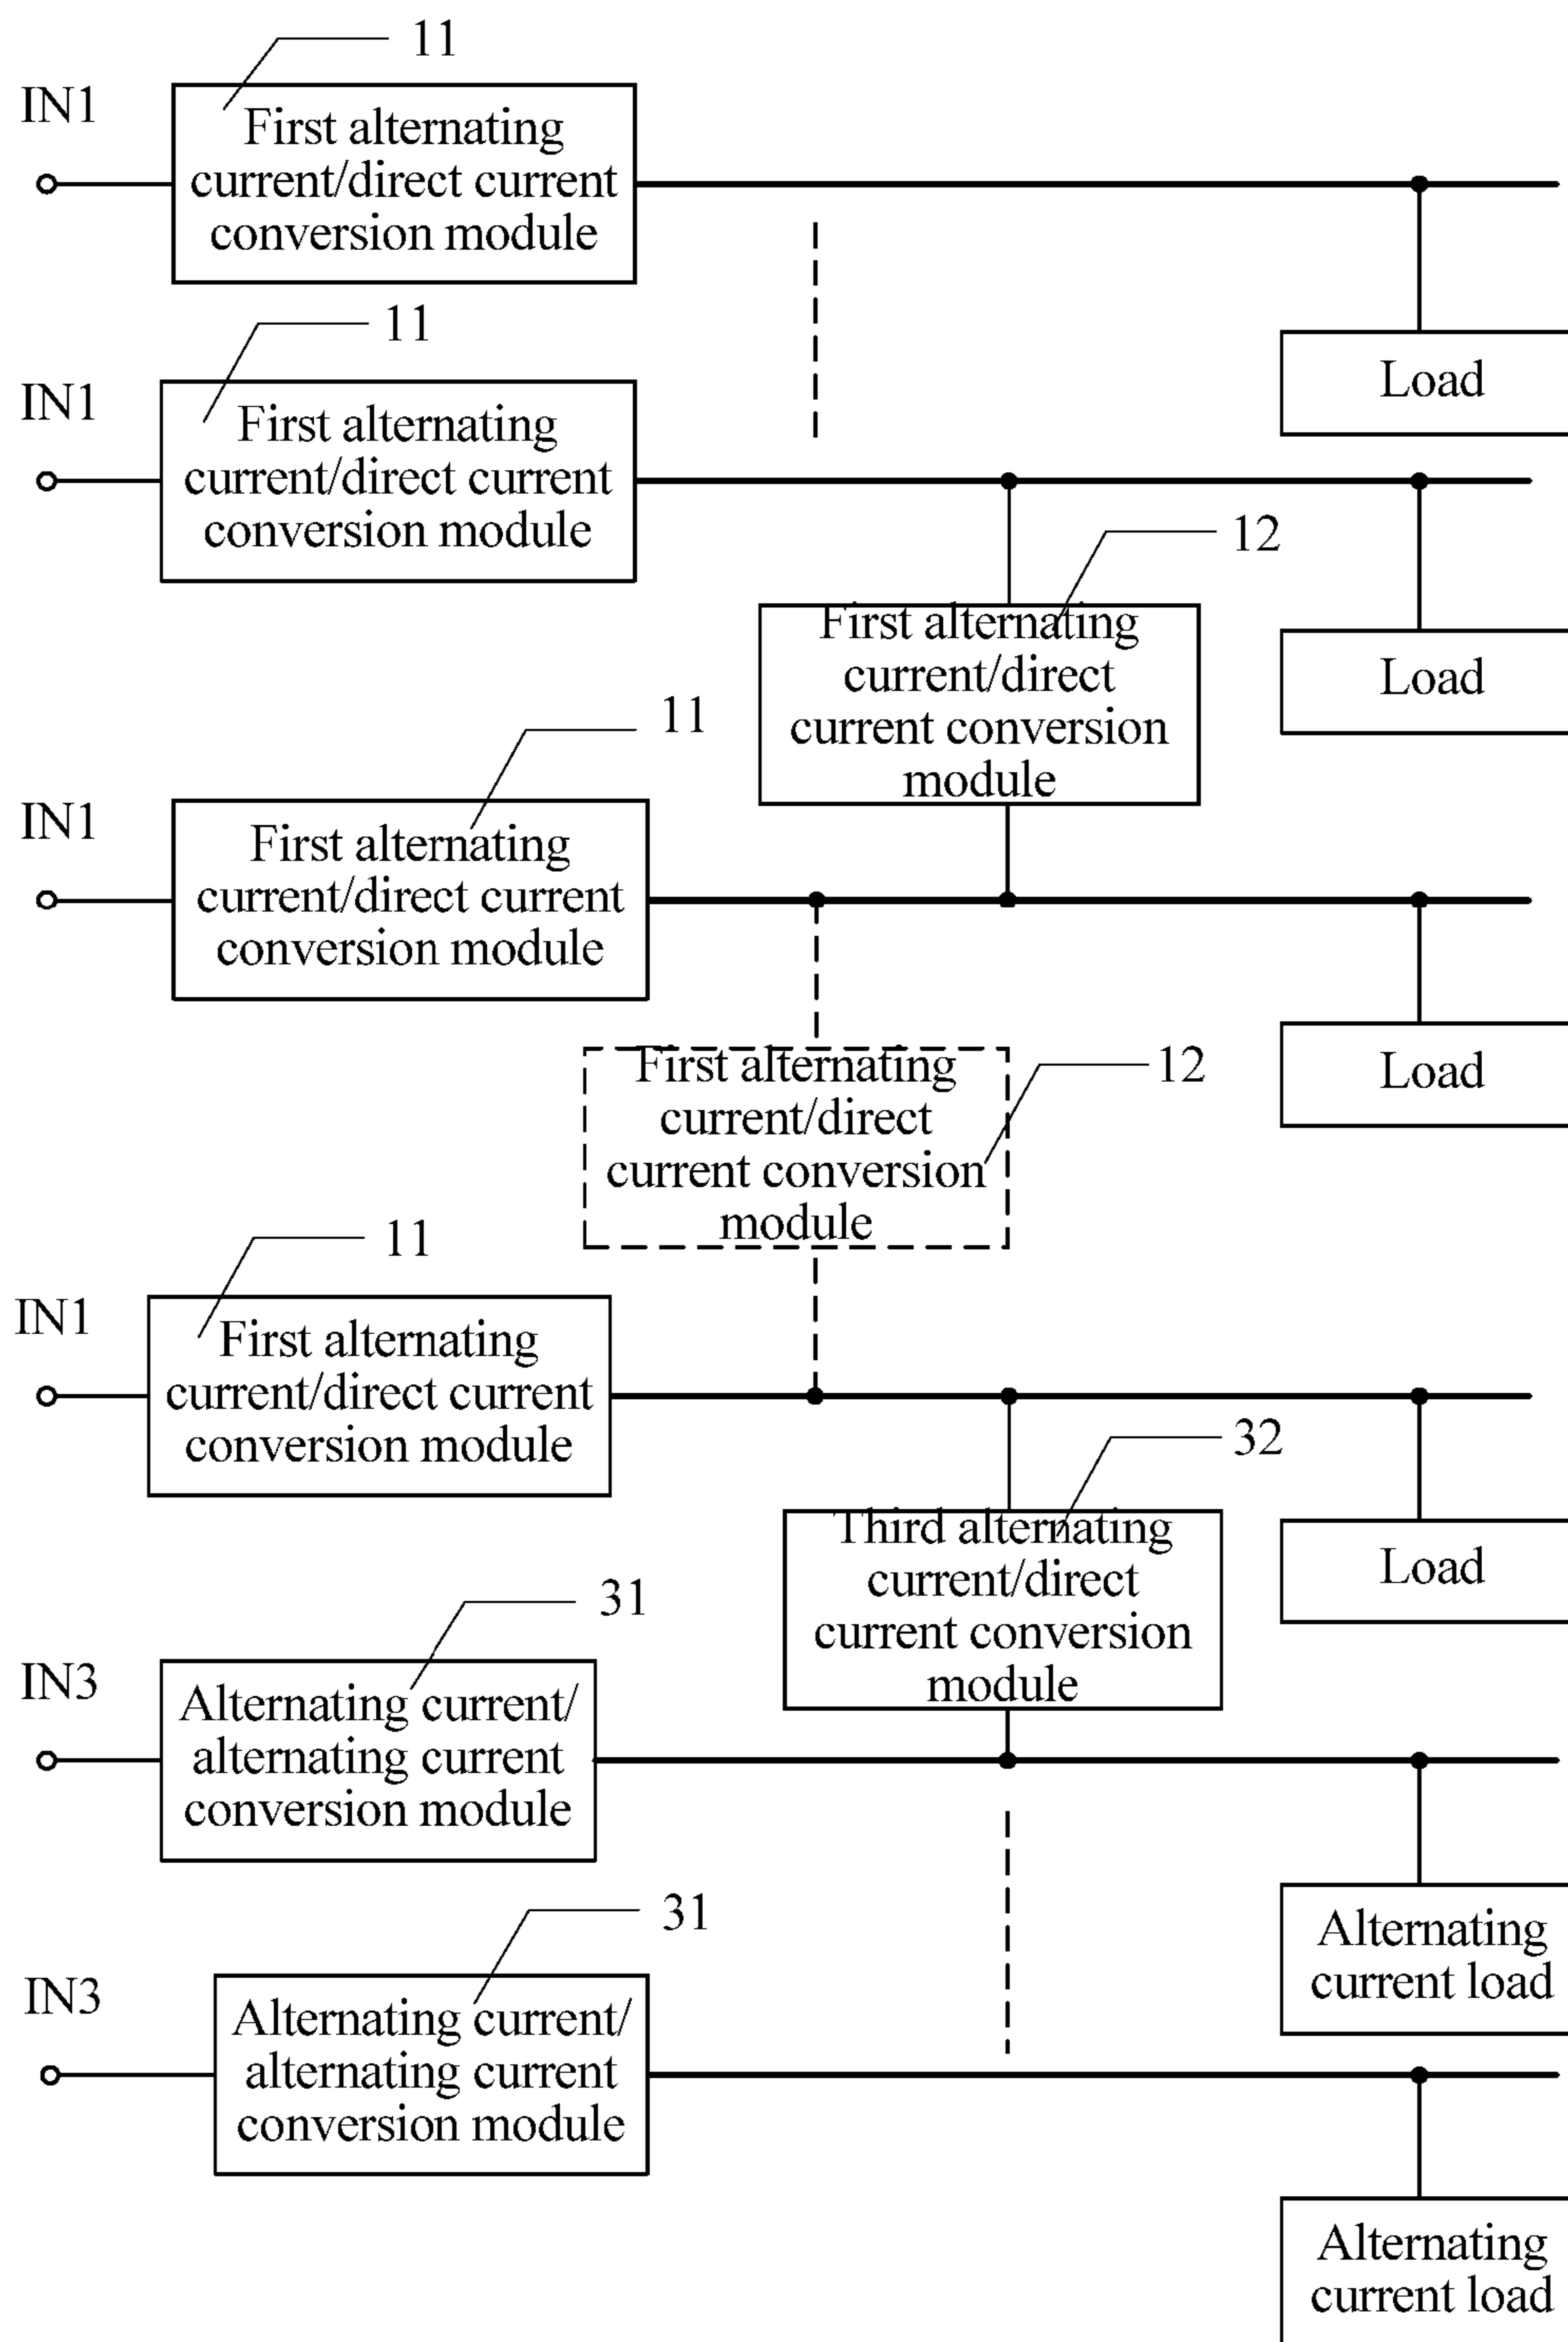 11
IN1
First alternating
current/direct current
conversion module
11
Load
IN1
First alternating
current/direct current
conversion module
12
First alternating
current/direct
current conversion
module
Load
11
IN1
First alternating
current/direct current
conversion module
First alternating
current/direct
current conversion
module
12
Load
11
IN1
First alternating
current/direct current
conversion module
32
Third alternating
current/direct
current conversion
module
Load
31
IN3
Alternating current/
alternating current
conversion module
Alternating
current load
31
IN3
Alternating current/
alternating current
conversion module
Alternating
current load